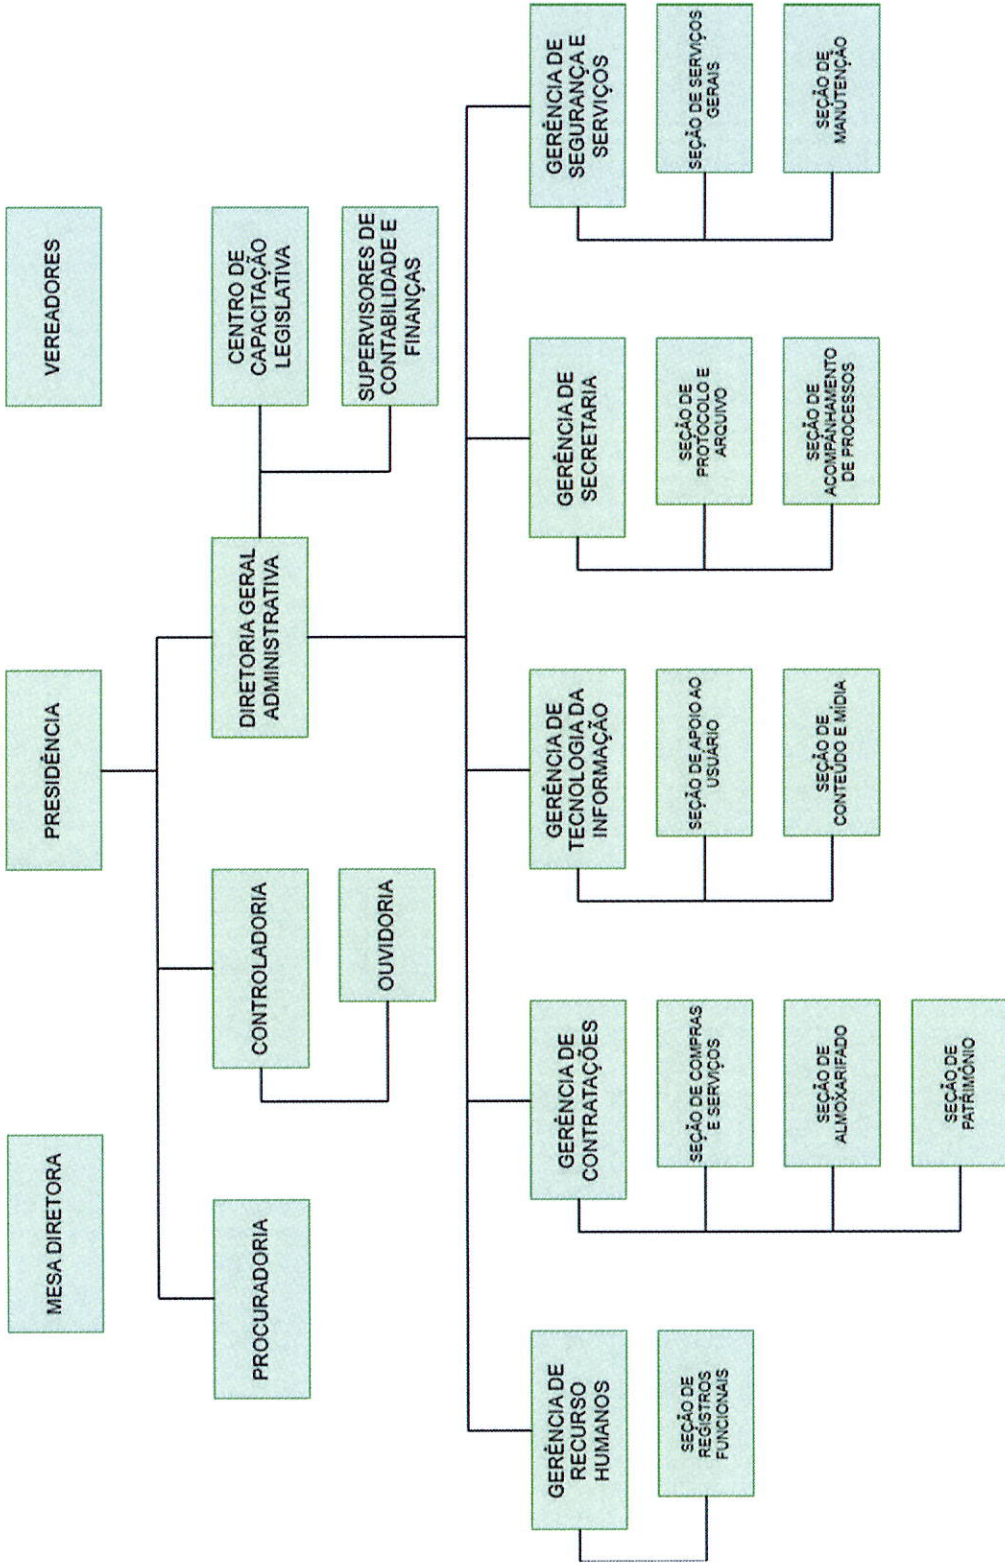 MESA DIRETORA
PRESIDÊNCIA
VEREADORES
PROCURADORIA
CONTROLADORIA
OUVIDORIA
DIRETORIA GERAL
ADMINISTRATIVA
CENTRO DE
CAPACITAÇÃO
LEGISLATIVA
SUPERVISORES DE
CONTABILIDADE E
FINANÇAS
GERÊNCIA DE
RECURSO
HUMANOS
SEÇÃO DE
REGISTROS
FUNCIONAIS
GERÊNCIA DE
CONTRATAÇÕES
SEÇÃO DE COMPRAS
E SERVIÇOS
SEÇÃO DE
ALMOXARIFADO
SEÇÃO DE
PATRIMÔNIO
GERÊNCIA DE
TECNOLOGIA DA
INFORMAÇÃO
SEÇÃO DE APOIO AO
USUÁRIO
SEÇÃO DE
CONTEÚDO E MÍDIA
GERÊNCIA DE
SECRETARIA
SEÇÃO DE
PROTOCOLO E
ARQUIVO
SEÇÃO DE
ACOMPANHAMENTO
DE PROCESSOS
GERÊNCIA DE
SEGURANÇA E
SERVIÇOS
SEÇÃO DE SERVIÇOS
GERAIS
SEÇÃO DE
MANUTENÇÃO